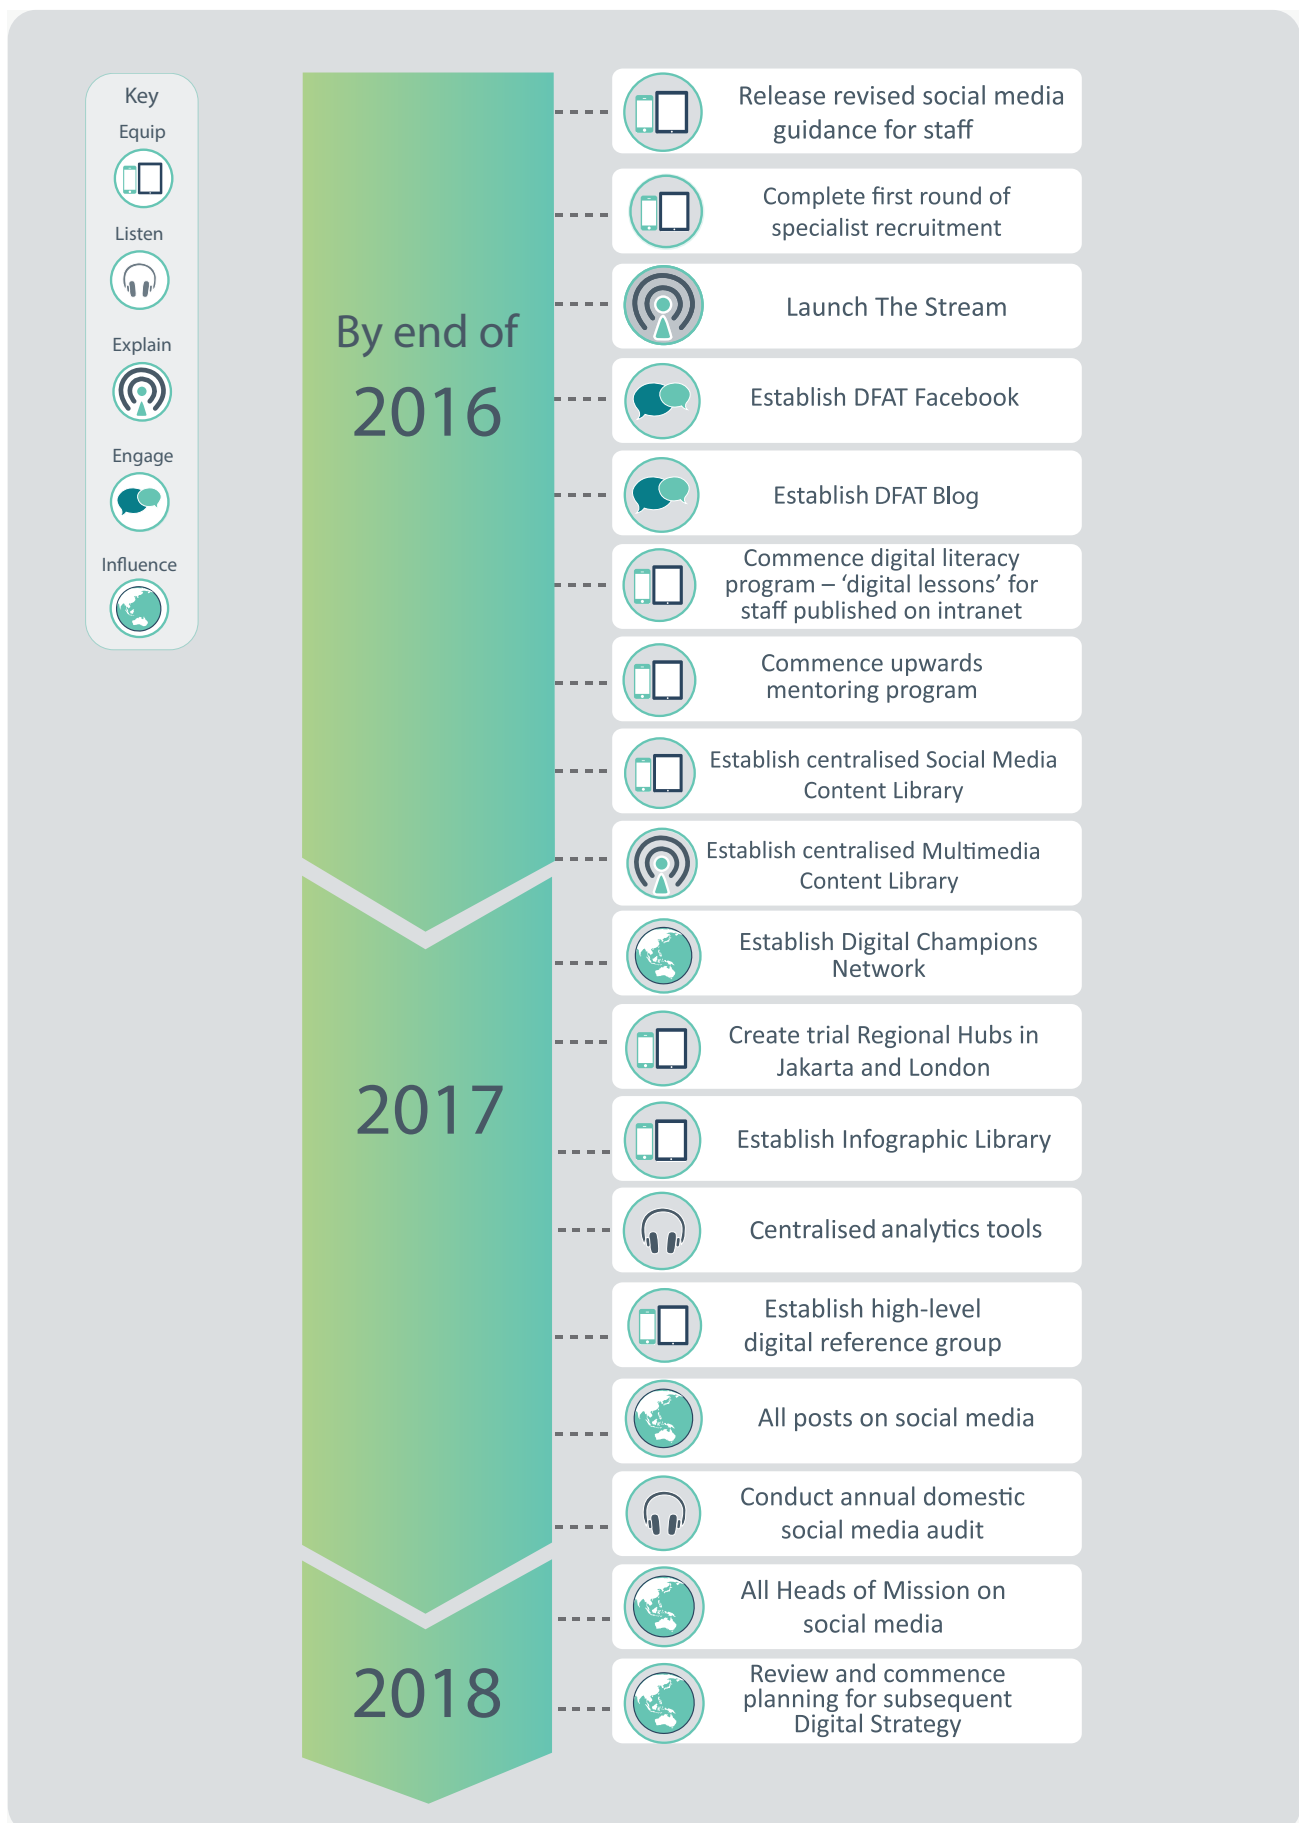 Key
Equip
Listen
Explain
Engage
Influence
By end of
2016
Release revised social media
guidance for staff
Complete first round of
specialist recruitment
Launch The Stream
Establish DFAT Facebook
Establish DFAT Blog
Commence digital literacy
program – ‘digital lessons’ for
staff published on intranet
Commence upwards
mentoring program
Establish centralised Social Media
Content Library
Establish centralised Multimedia
Content Library
2017
Establish Digital Champions
Network
Create trial Regional Hubs in
Jakarta and London
Establish Infographic Library
Centralised analytics tools
Establish high-level
digital reference group
All posts on social media
Conduct annual domestic
social media audit
2018
All Heads of Mission on
social media
Review and commence
planning for subsequent
Digital Strategy